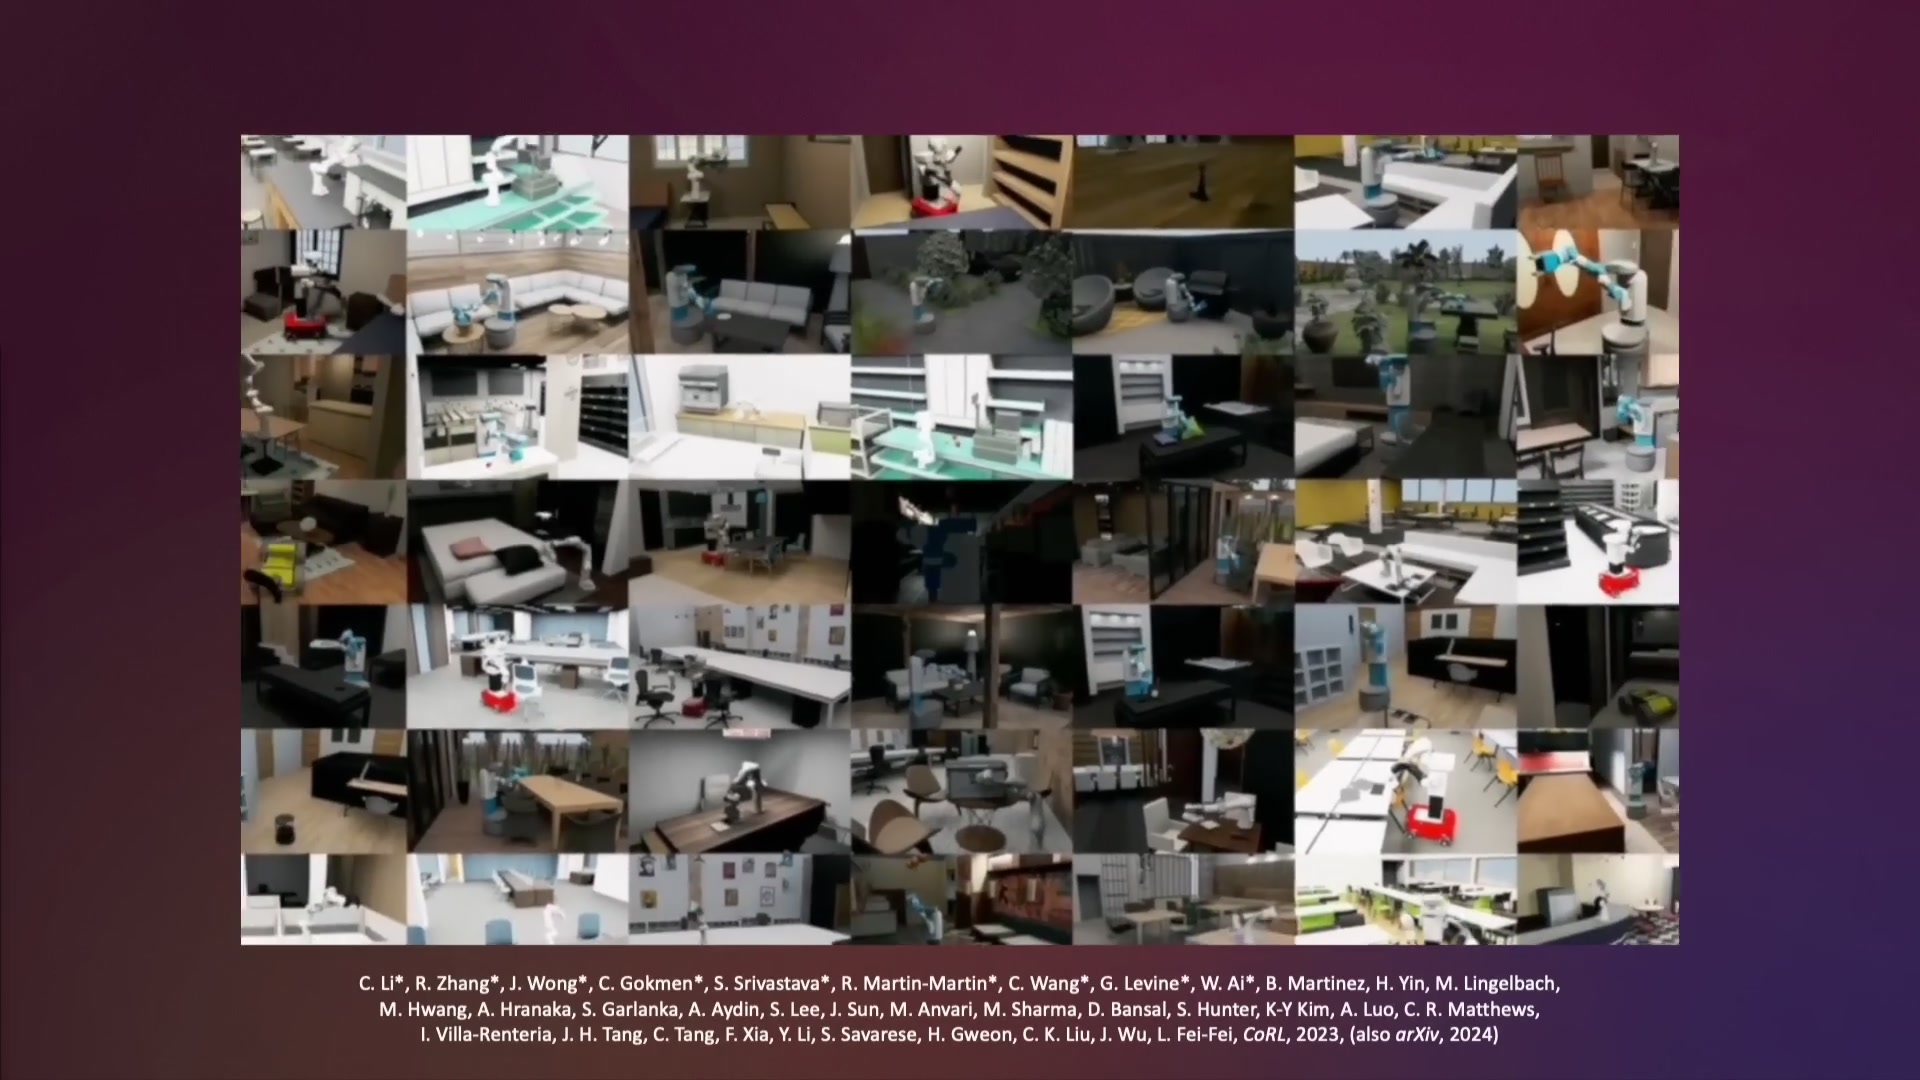 C. Li*, R. Zhang*, J. Wong*, C. Gokmen*, S. Srivastava*, R. Martin-Martin*, C. Wang*, G. Levine*, W. Ai*, B. Martinez, H. Yin, M. Lingelbach,
M. Hwang, A. Hranaka, S. Garlanka, A. Aydin, S. Lee, J. Sun, M. Anvari, M. Sharma, D. Bansal, S. Hunter, K-Y Kim, A. Luo, C. R. Matthews,
I. Villa-Renteria, J. H. Tang, C. Tang, F. Xia, Y. Li, S. Savarese, H. Gweon, C. K. Liu, J. Wu, L. Fei-Fei, CoRL, 2023, (also arXiv, 2024)